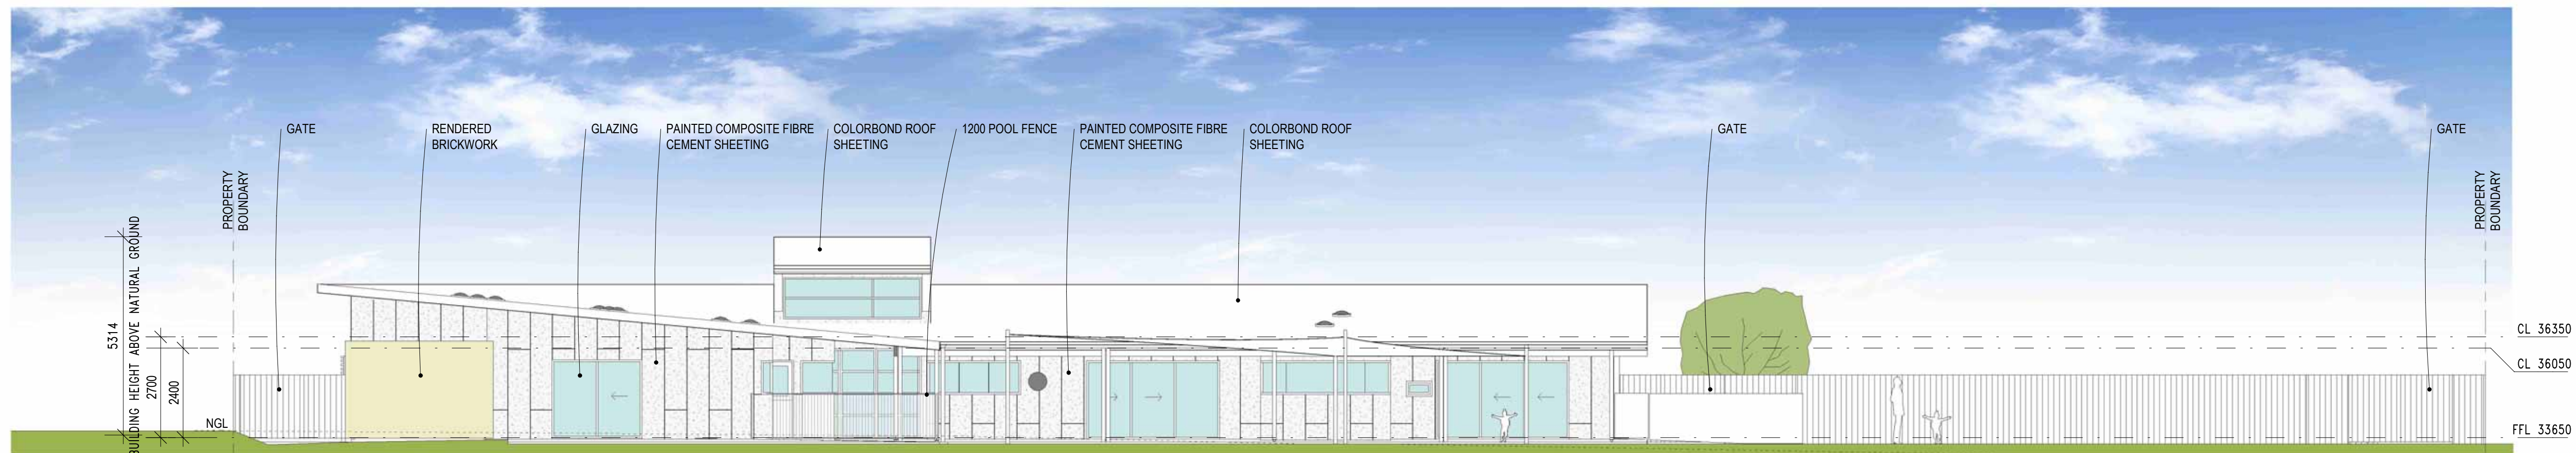 GATE
RENDERED
BRICKWORK
GLAZING
PAINTED COMPOSITE FIBRE
CEMENT SHEETING
COLORBOND ROOF
SHEETING
1200 POOL FENCE
PAINTED COMPOSITE FIBRE
CEMENT SHEETING
COLORBOND ROOF
SHEETING
GATE
GATE
PROPERTY
BOUNDARY
PROPERTY
BOUNDARY
5314
BUILDING HEIGHT ABOVE NATURAL GROUND
2700
2400
NGL
CL 36350
CL 36050
FFL 33650